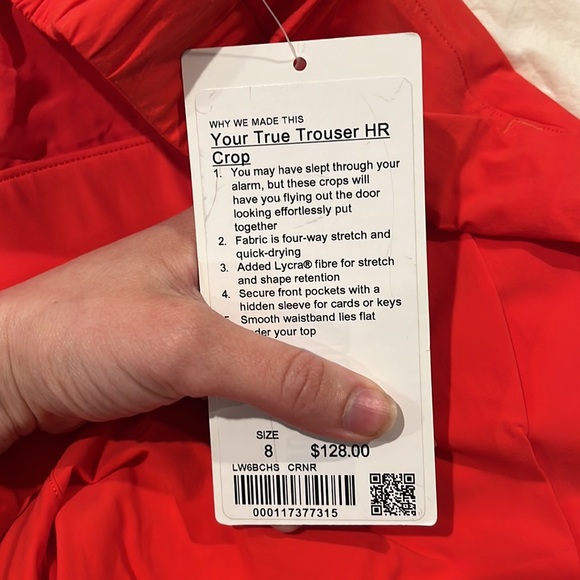 WHY WE MADE THIS
Your True Trouser HR
Crop
1. You may have slept through your
alarm, but these crops will
have you flying out the door
looking effortlessly put
together
2. Fabric is four-way stretch and
quick-drying
3. Added Lycra® fibre for stretch
and shape retention
4. Secure front pockets with a
hidden sleeve for cards or keys
Smooth waistband lies flat
your top
SIZE
8 $128.00
LW6BCHS CRNR
000117377315